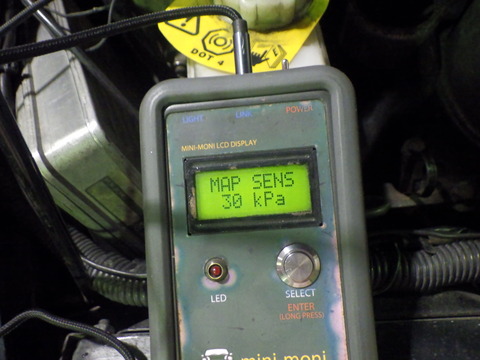 DOT 4
LIGHT LINK POWER
MINI-MONI LCD DISPLAY
MAP SENS
30 kPa
LED
SELECT
ENTER
(LONG PRESS)
mini moni